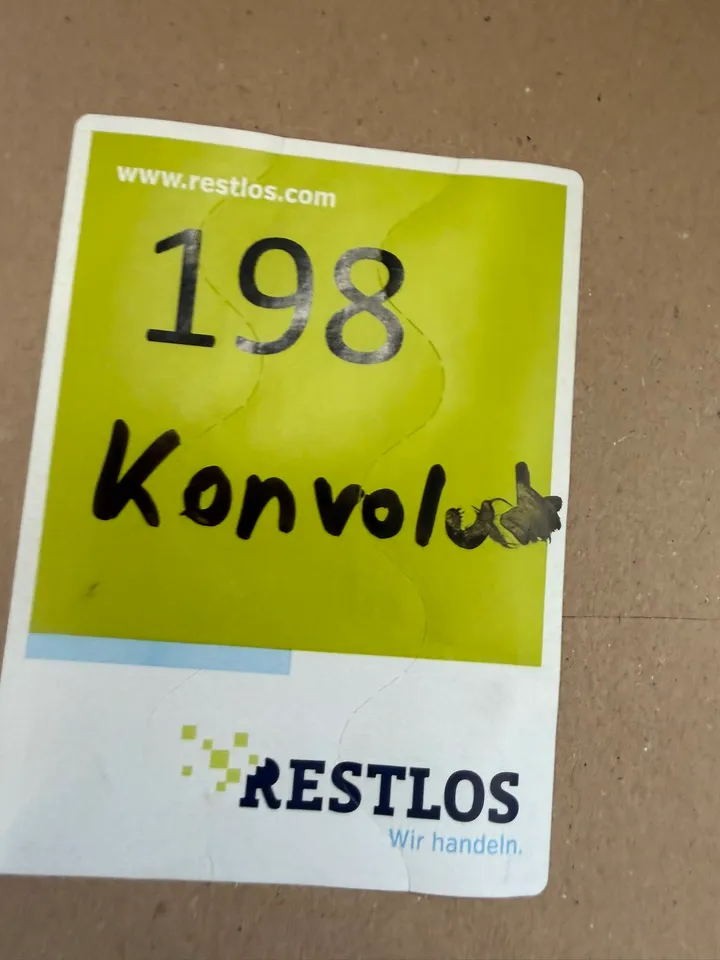 www.restlos.com
198
Konvolut
RESTLOS
Wir handeln.